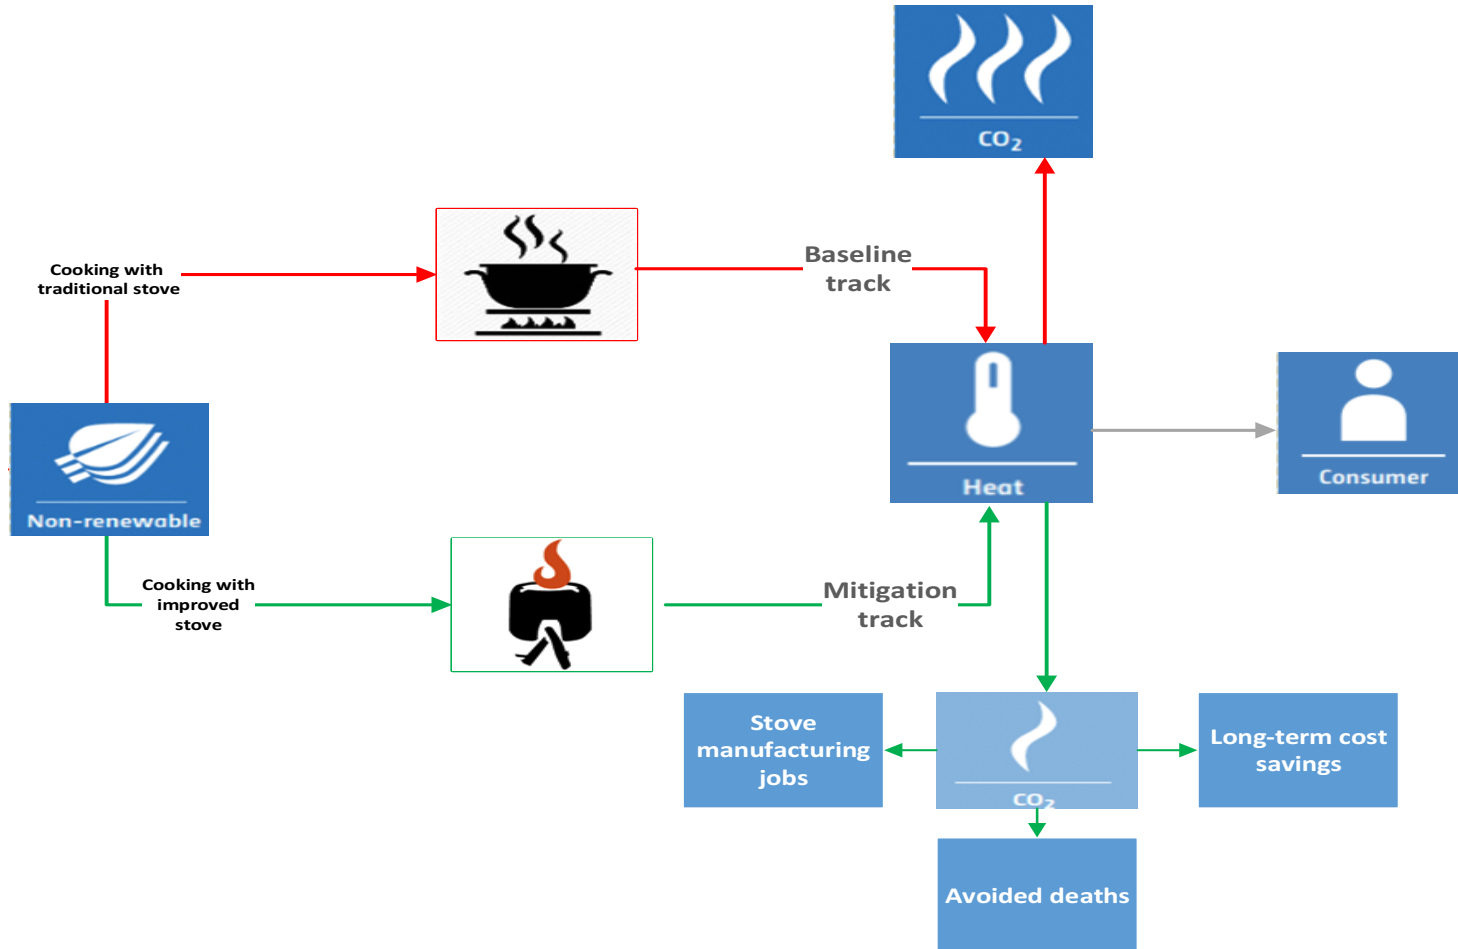 CO₂
Baseline
track
Cooking with
traditional stove
Heat
Consumer
Non-renewable
Cooking with
improved
stove
Mitigation
track
Stove
manufacturing
jobs
CO₂
Long-term cost
savings
Avoided deaths